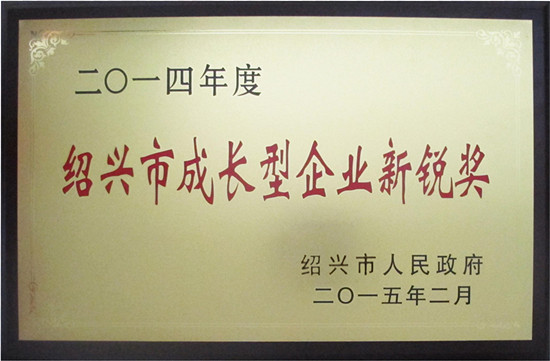 二〇一四年度
绍兴市成长型企业新锐奖
绍兴市人民政府
二〇一五年二月